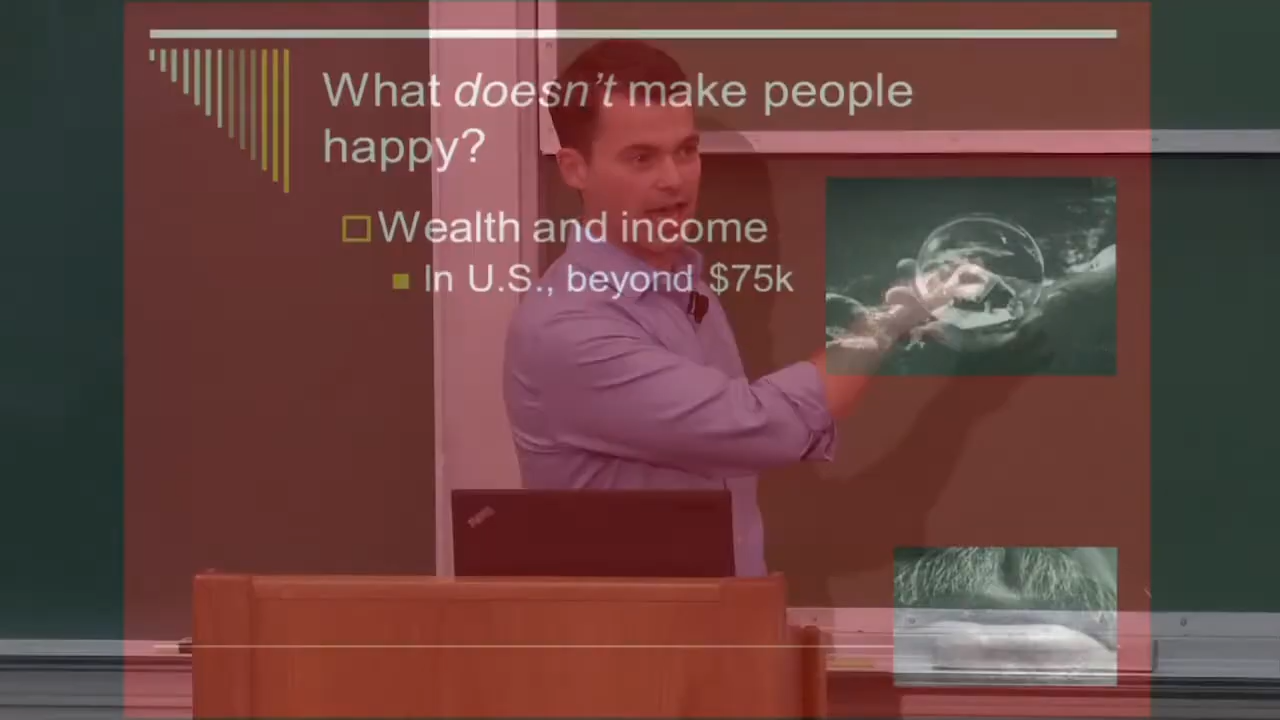 What doesn't make people
happy?
Wealth and income
In U.S., beyond $75k